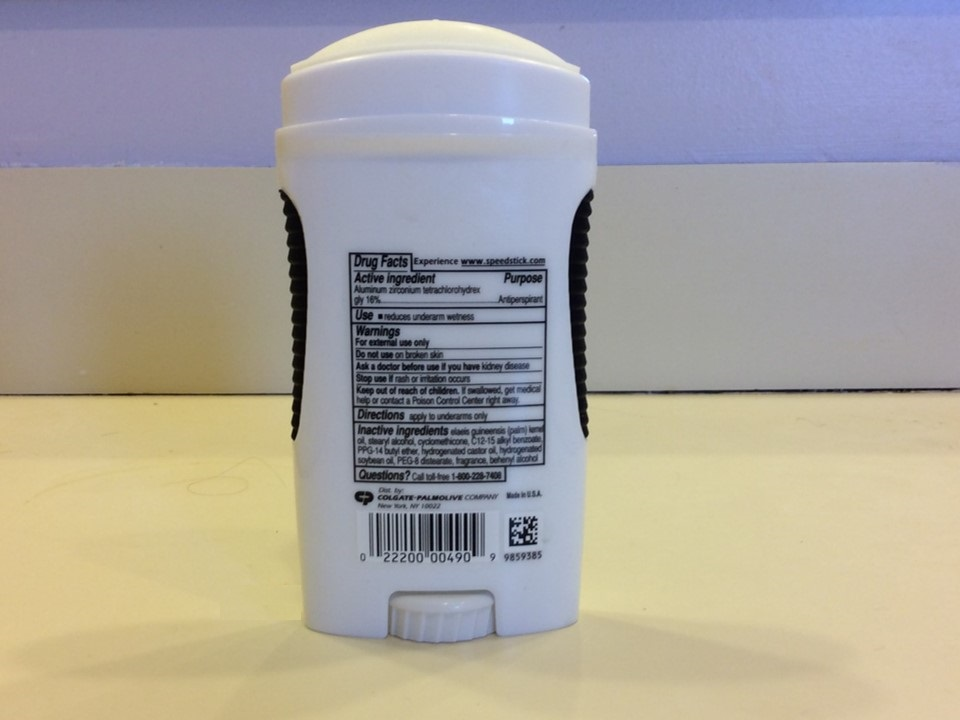 Drug Facts Experience www.speedstick.com
Active ingredient Purpose
Aluminum zirconium tetrachlorohydrex
gly 16% Antiperspirant
Use ■ reduces underarm wetness
Warnings
For external use only
Do not use on broken skin
Ask a doctor before use if you have kidney disease
Stop use if rash or irritation occurs
Keep out of reach of children. If swallowed, get medical
help or contact a Poison Control Center right away.
Directions apply to underarms only
Inactive ingredients elaeis guineensis (palm) kernel
oil, stearyl alcohol, cyclomethicone, C12-15 alkyl benzoate,
PPG-14 butyl ether, hydrogenated castor oil, hydrogenated
soybean oil, PEG-8 distearate, fragrance, behenyl alcohol
Questions? Call toll-free 1-800-228-7408
Dist. by:
COLGATE-PALMOLIVE COMPANY Made in U.S.A.
New York, NY 10022
0 22200 00490 9 9859385